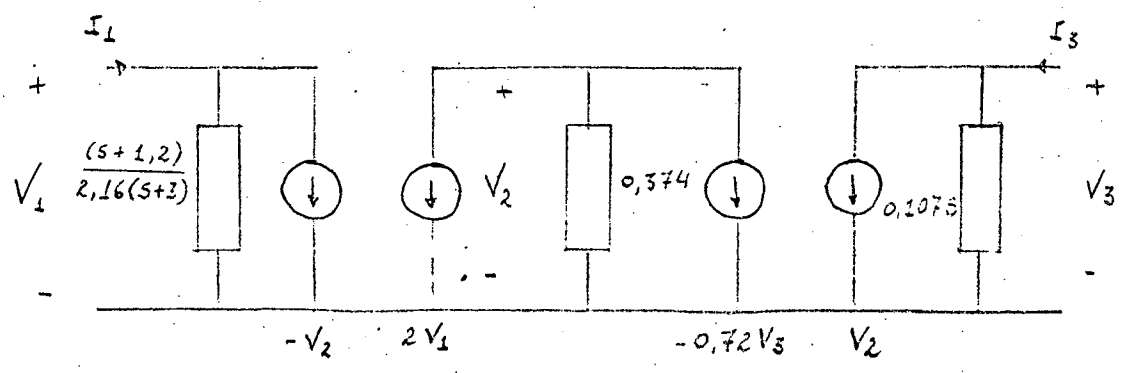 I1
I3
+
+
+
(s+1,2)
2,16(s+3)
V1
V2
0,374
0,1075
V3
-
-
-
-V2
2V1
-0,72V3
V2